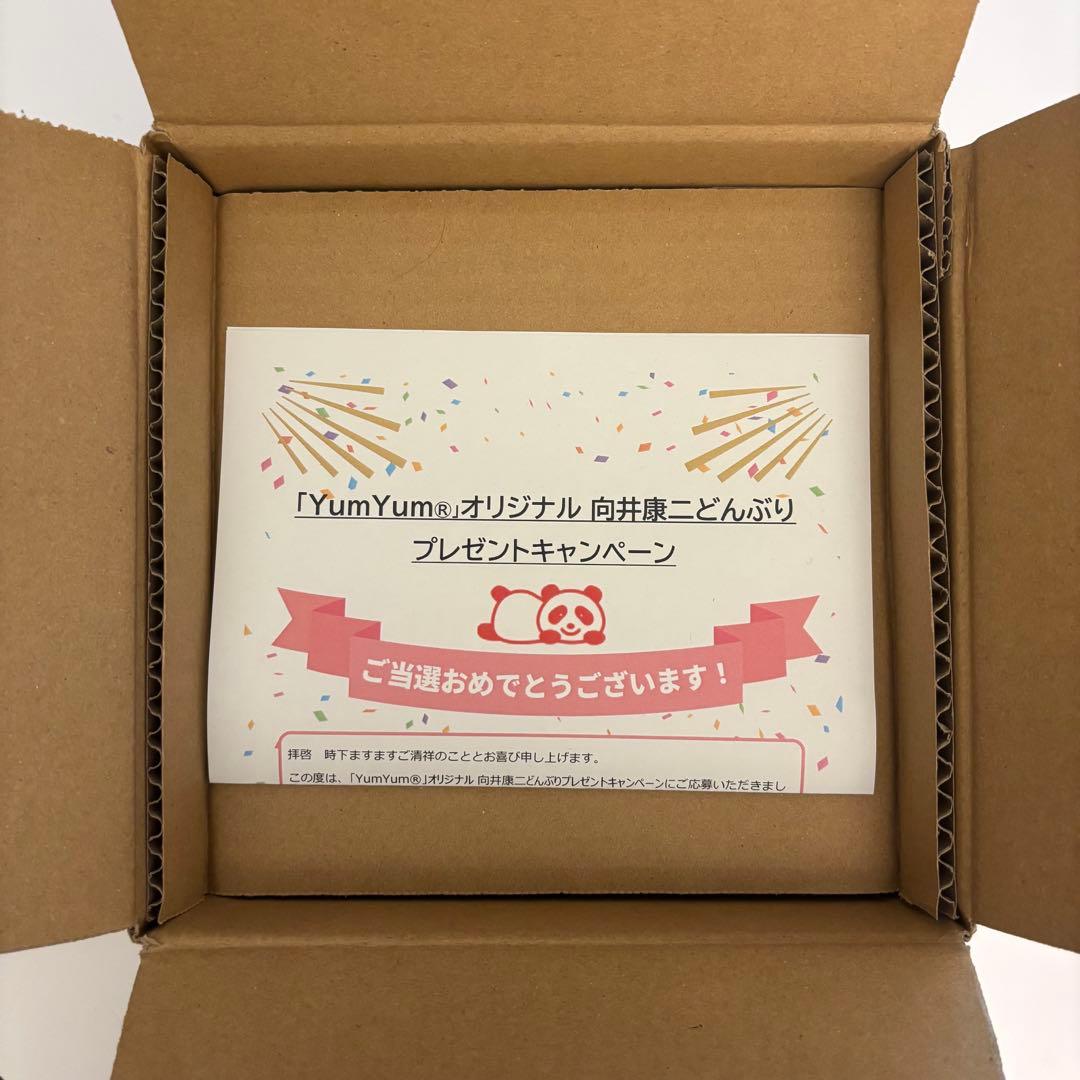 「YumYum®」オリジナル 向井康二どんぶり
プレゼントキャンペーン
ご当選おめでとうございます！
拝啓　時下ますますご清祥のこととお喜び申し上げます。
この度は、「YumYum®」オリジナル 向井康二どんぶりプレゼントキャンペーンにご応募いただきまし